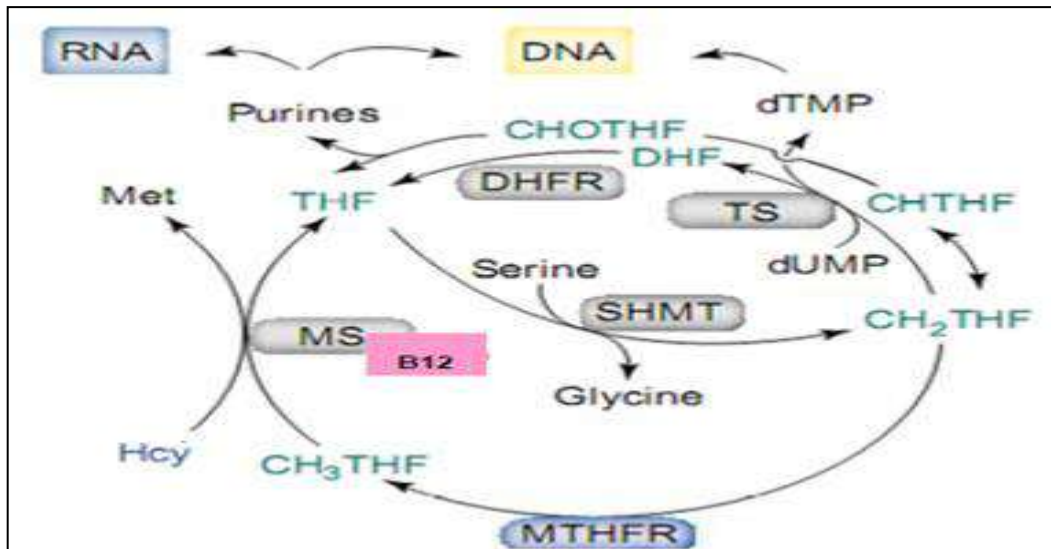 RNA
DNA
Purines
dTMP
CHOTHF
DHF
DHFR
Met
THF
TS
CHTHF
Serine
dUMP
SHMT
CH₂THF
MS
B12
Glycine
Hcy
CH₃THF
MTHFR